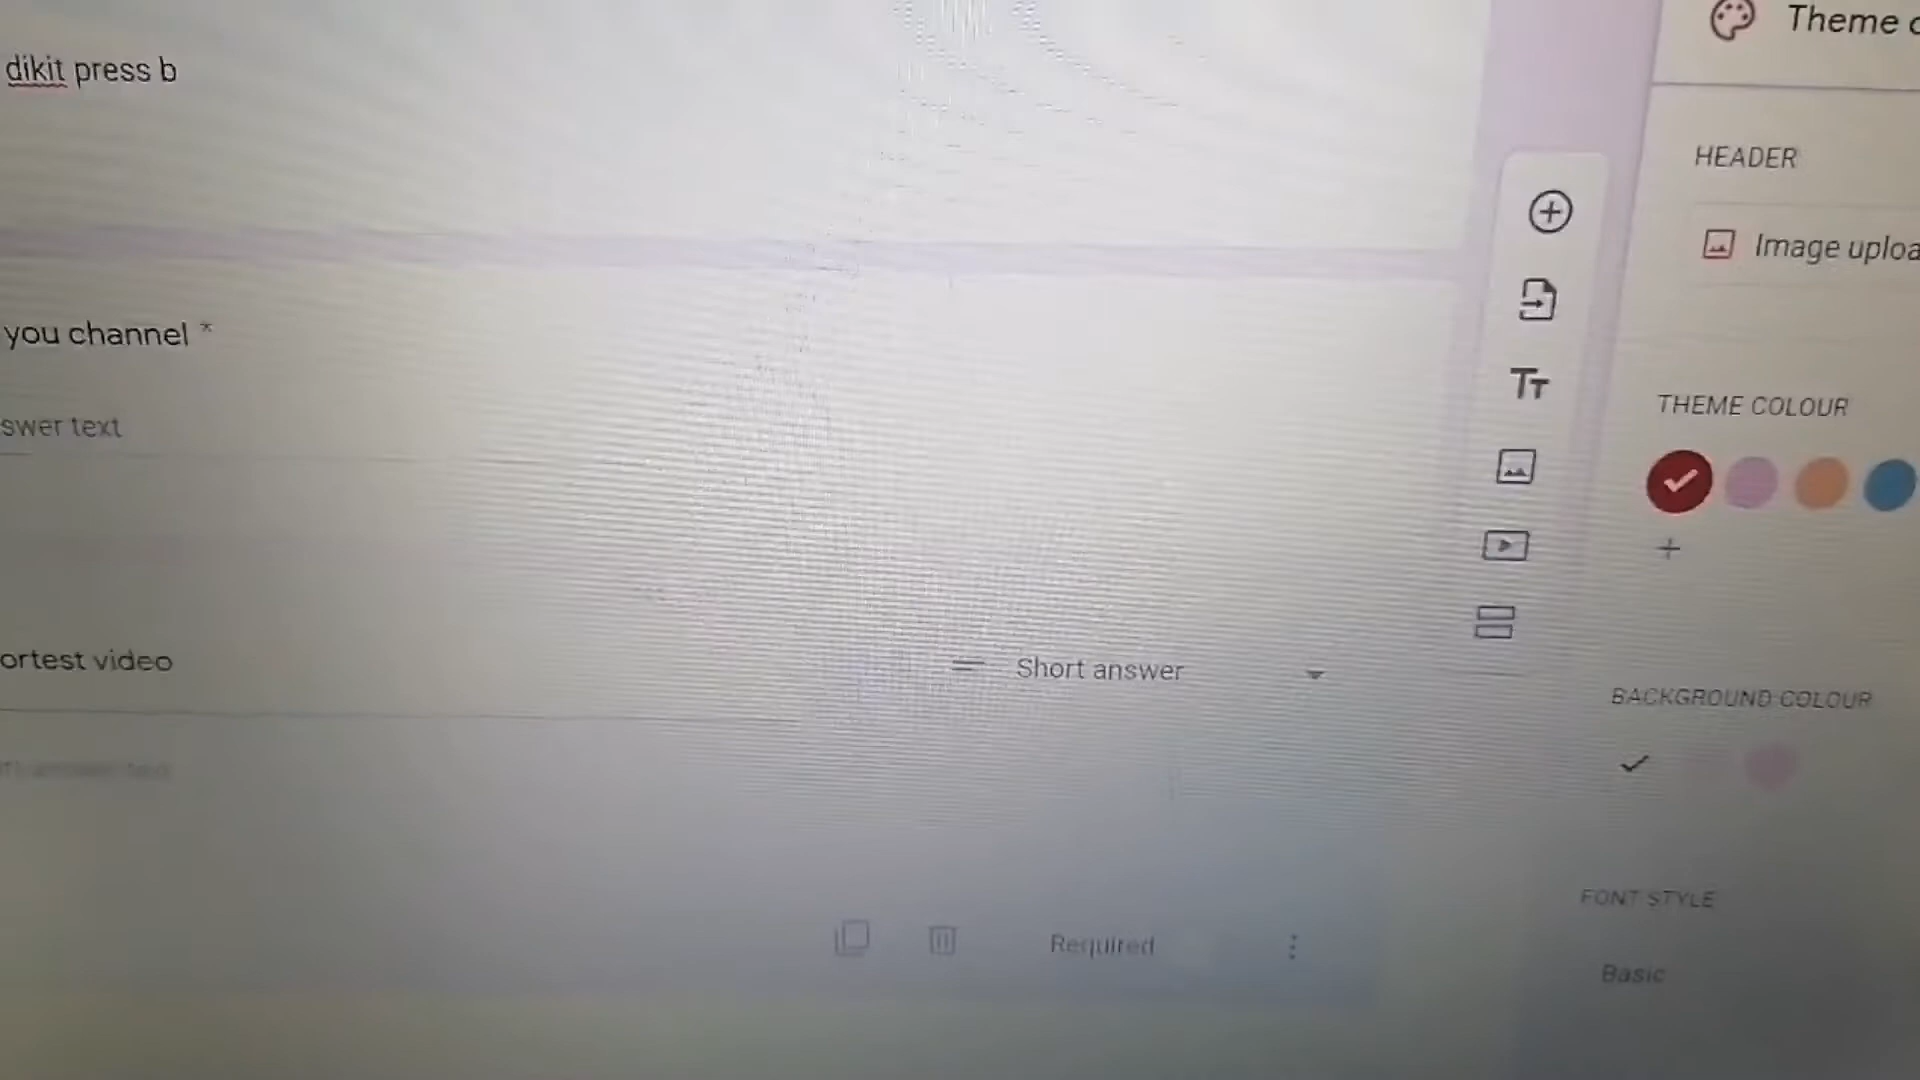 dikit press b
you channel *
swer text
ortest video
Short answer
Required
Theme o
HEADER
Image uploa
THEME COLOUR
BACKGROUND COLOUR
FONT STYLE
Basic